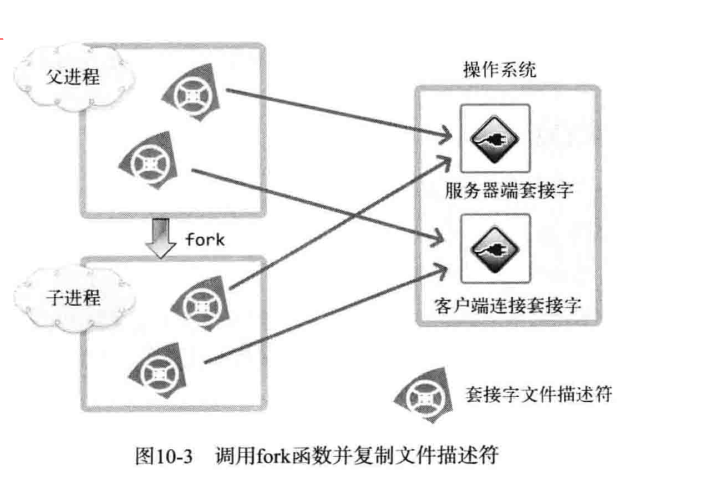 父进程
操作系统
服务器端套接字
fork
子进程
客户端连接套接字
套接字文件描述符
图10-3 调用fork函数并复制文件描述符